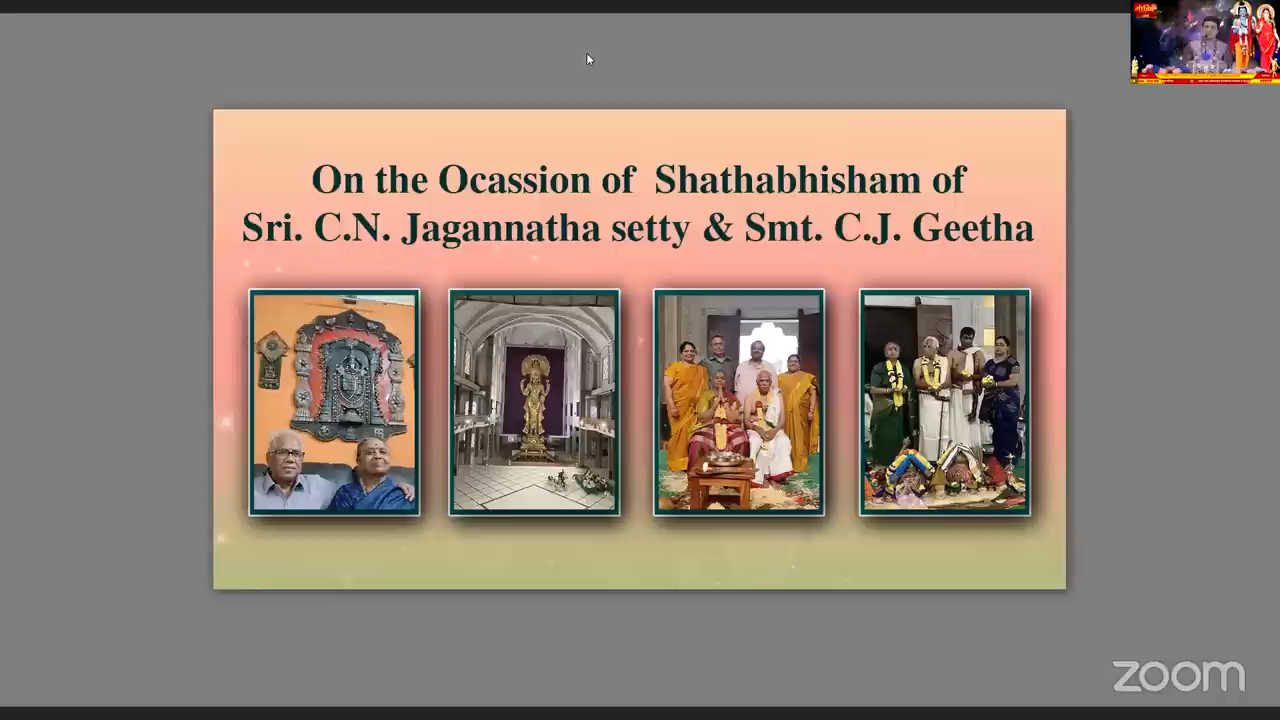 On the Ocassion of Shathabhisham of
Sri. C.N. Jagannatha setty & Smt. C.J. Geetha
zoom